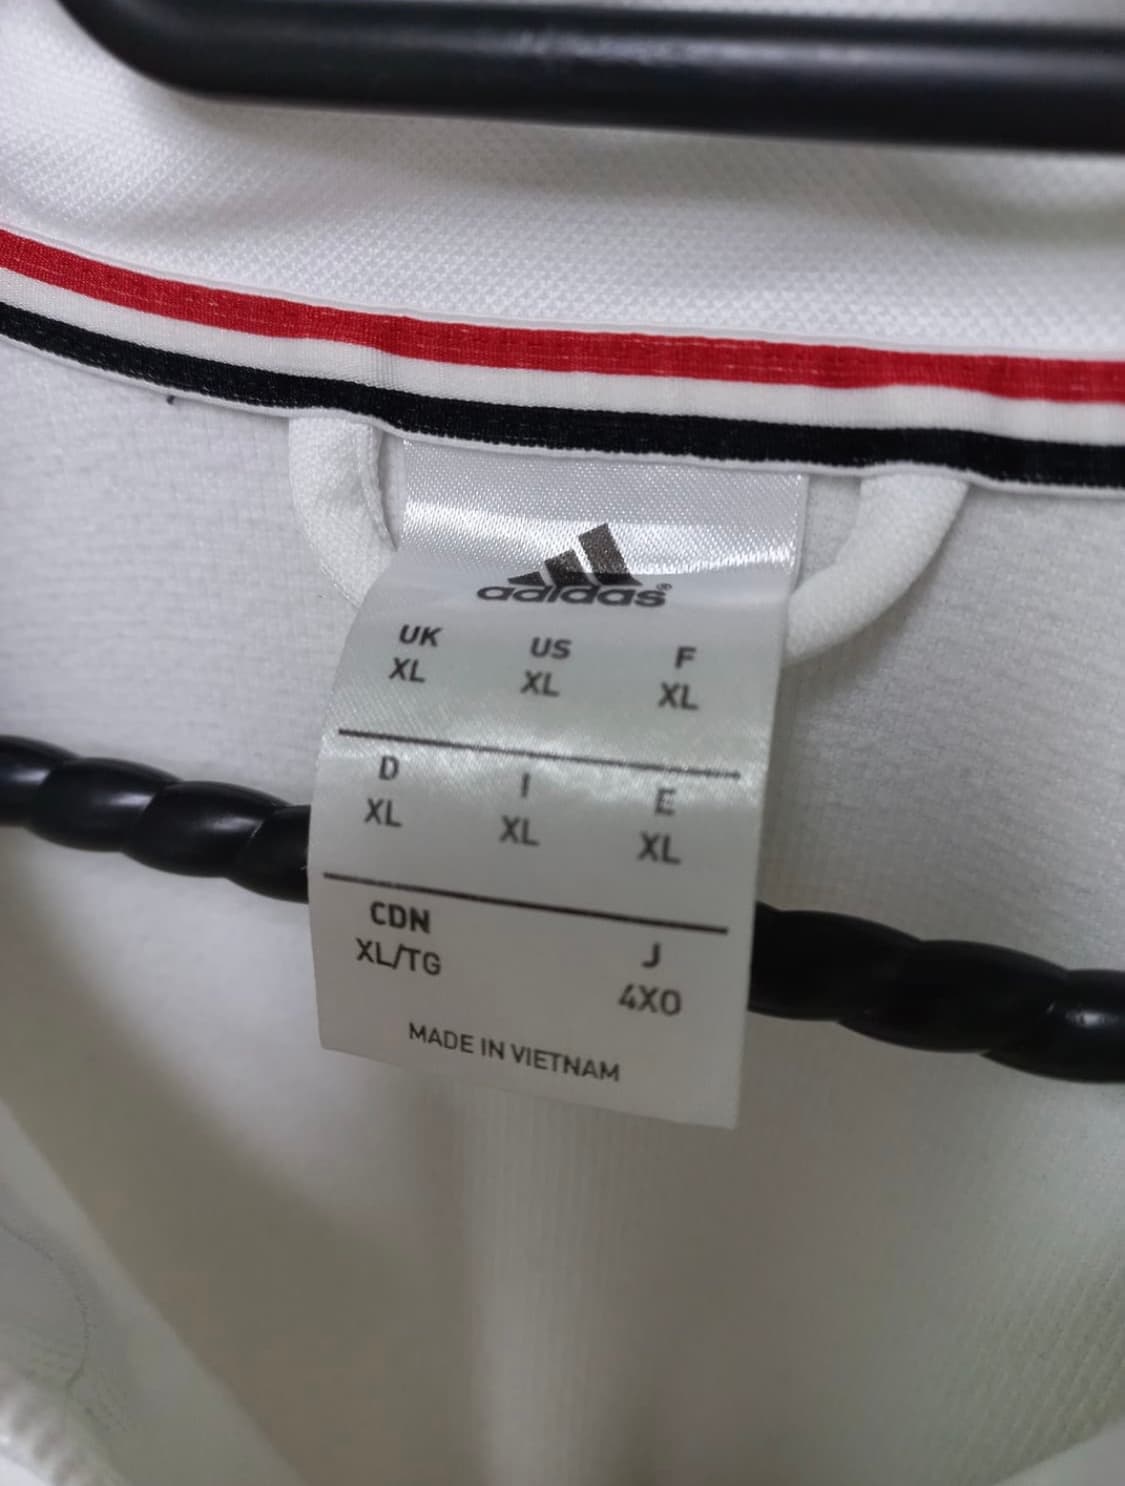 adidas®
UK US F
XL XL XL
D I E
XL XL XL
CDN J
XL/TG 4XO
MADE IN VIETNAM